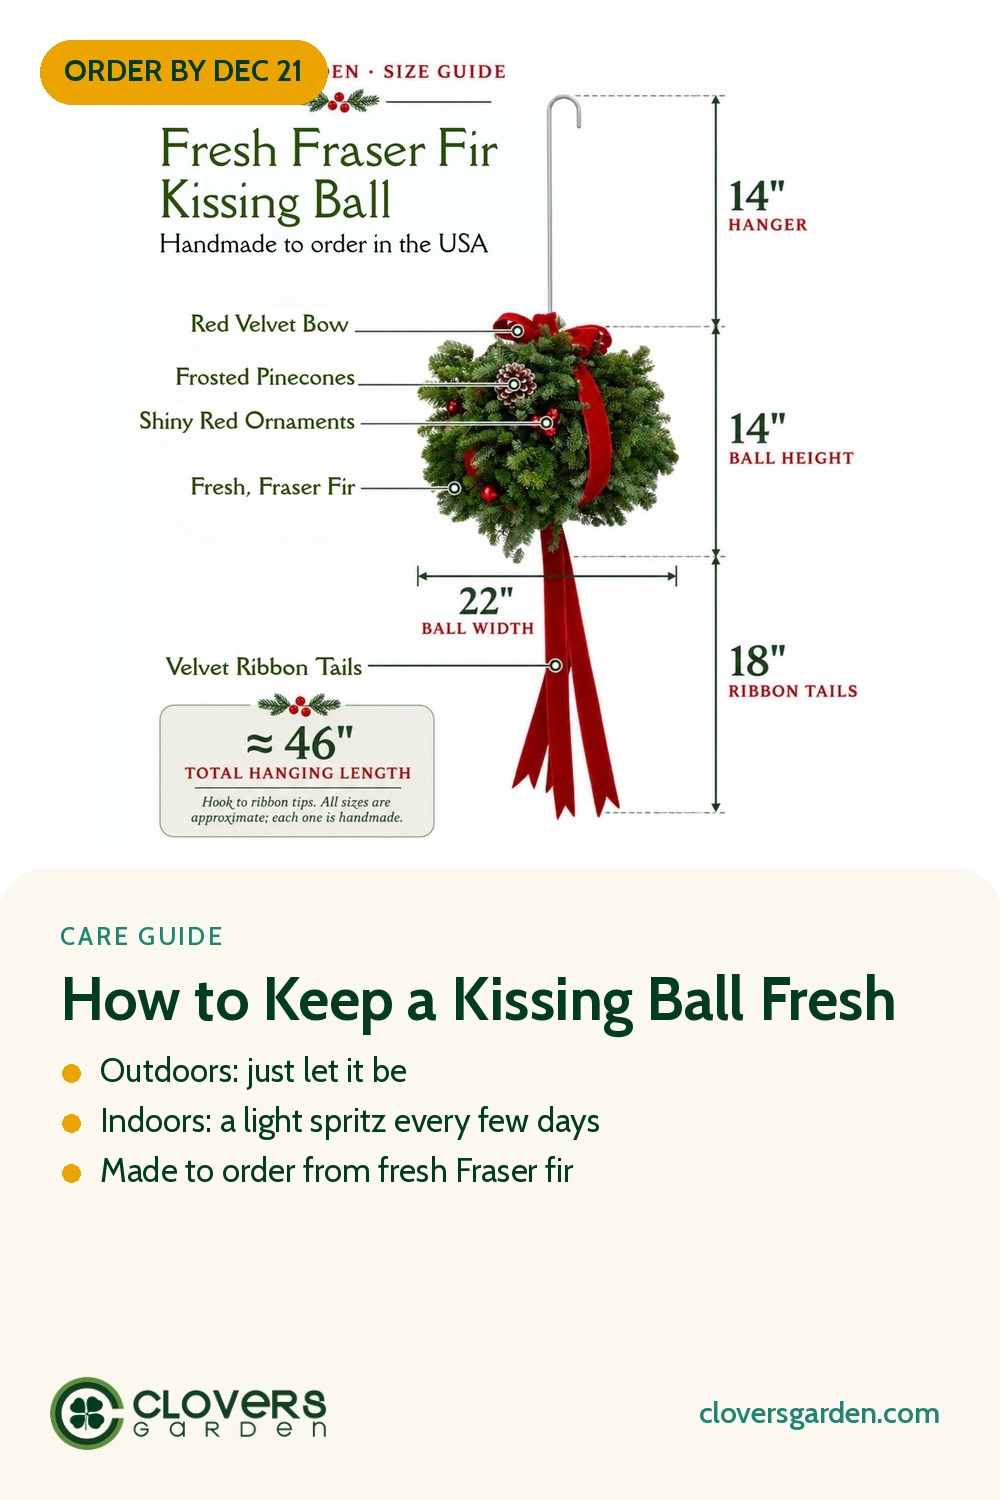 ORDER BY DEC 21
EN · SIZE GUIDE
Fresh Fraser Fir
Kissing Ball
Handmade to order in the USA
14"
HANGER
Red Velvet Bow
Frosted Pinecones
Shiny Red Ornaments
Fresh, Fraser Fir
14"
BALL HEIGHT
22"
BALL WIDTH
Velvet Ribbon Tails
18"
RIBBON TAILS
≈ 46"
TOTAL HANGING LENGTH
Hook to ribbon tips. All sizes are
approximate; each one is handmade.
CARE GUIDE
How to Keep a Kissing Ball Fresh
Outdoors: just let it be
Indoors: a light spritz every few days
Made to order from fresh Fraser fir
CLOVERS
GARDEN
cloversgarden.com